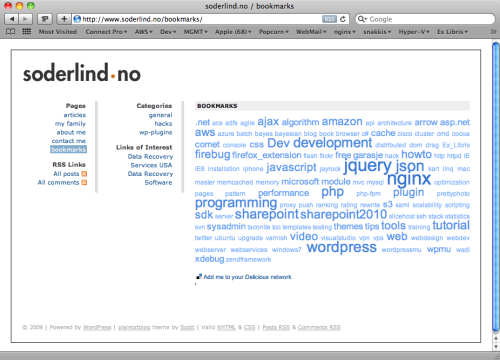 soderlind.no / bookmarks
http://www.soderlind.no/bookmarks/
RSS
Google
Most Visited Connect Pro AWS Dev MGMT Apple (68) Popcorn WebMail nginx snakkis Hyper-V Ex Libris
soderlind.no
Pages
articles
my family
about me
contact me
bookmarks
RSS Links
All posts
All comments
Categories
general
hacks
wp-plugins
Links of Interest
Data Recovery
Services USA
Data Recovery
Software
BOOKMARKS
.net acs adfs agile ajax algorithm amazon api architecture arrow asp.net
aws azure batch bayes bayesian blog book browser c# cache cisco cluster cmd cocoa
comet console css Dev development distributed dom drag Ex_Libris
firebug firefox_extension flash flickr free garasje hack howto http httpd IE
IE8 installation iphone javascript jayrock jquery json kart linq mac
master memcached memory microsoft module mvc mysql nginx optimization
pages pattern performance php php-fpm plugin prettyphoto
programming proxy push ranking rating rewrite s3 saml scalability scripting
sdk server sharepoint sharepoint2010 slicehost ssh stack statistics
svn sysadmin taconite too templates testing themes tips tools training tutorial
twitter ubuntu upgrade varnish video visualstudio vpn vps web webdesign webdev
webserver webservices windows7 wordpress wordpressmu wpmu wsdl
xdebug zendframework
Add me to your Delicious network
© 2009 | Powered by WordPress | plaintxtblog theme by Scott | Valid XHTML & CSS | Posts RSS & Comments RSS